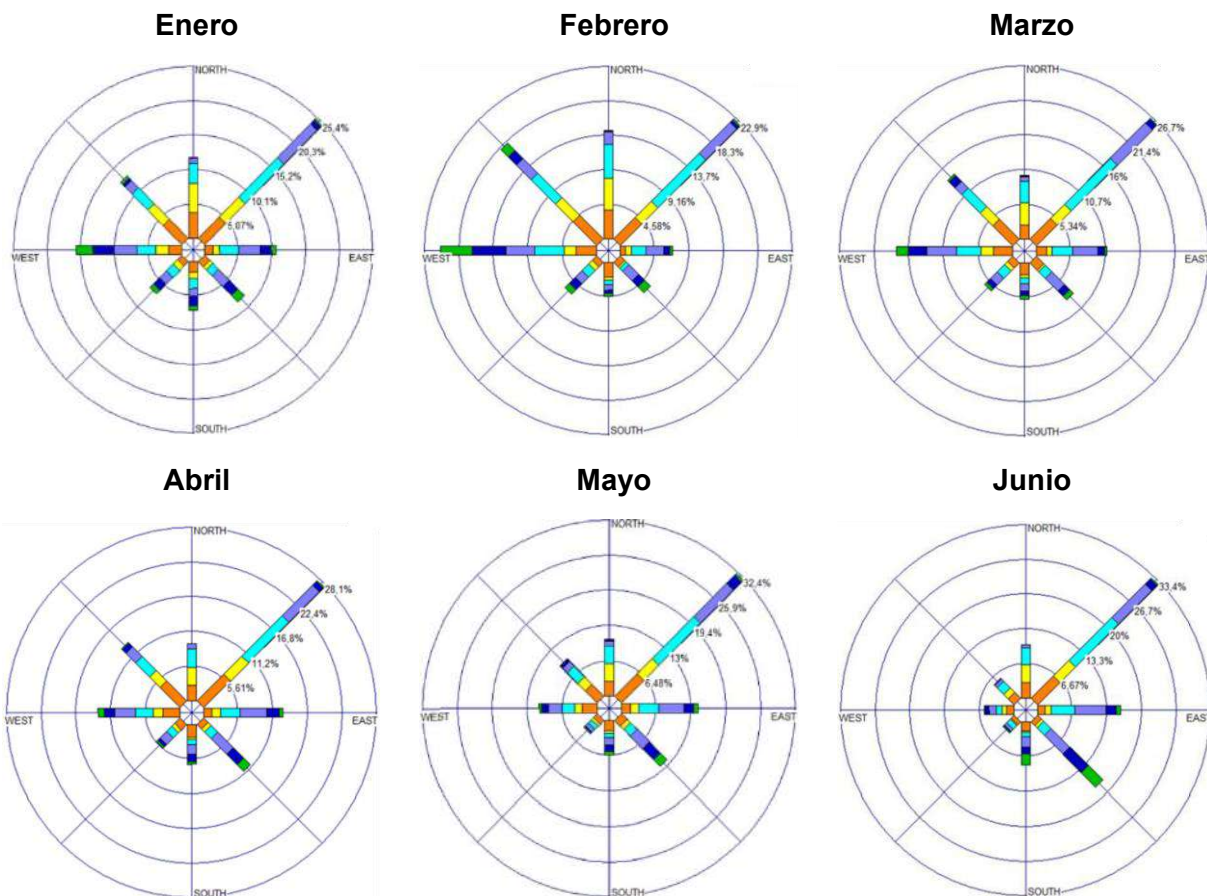 Enero
Febrero
Marzo
NORTH
25,4%
20,3%
15,2%
10,1%
5,07%
WEST
EAST
SOUTH
NORTH
22,9%
18,3%
13,7%
9,16%
4,58%
WEST
EAST
SOUTH
NORTH
26,7%
21,4%
16%
10,7%
5,34%
WEST
EAST
SOUTH
Abril
Mayo
Junio
NORTH
28,1%
22,4%
16,8%
11,2%
5,61%
WEST
EAST
SOUTH
NORTH
32,4%
25,9%
19,4%
13%
6,48%
WEST
EAST
SOUTH
NORTH
33,4%
26,7%
20%
13,3%
6,67%
WEST
EAST
SOUTH